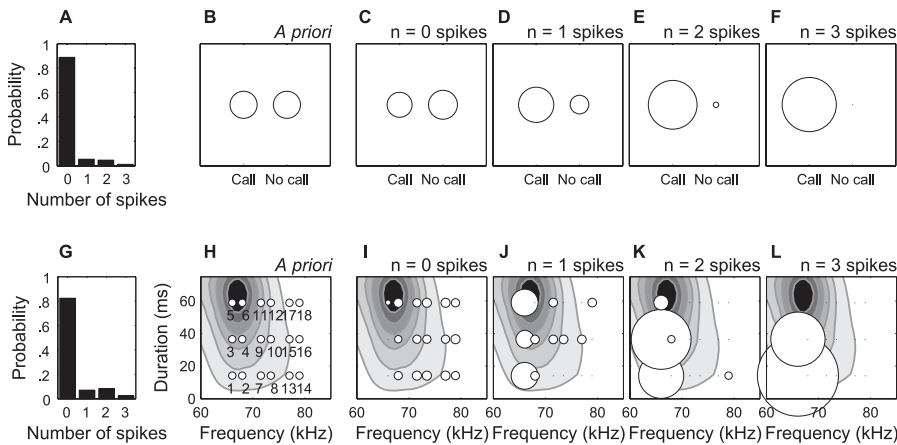 A B C D E F
A priori n = 0 spikes n = 1 spikes n = 2 spikes n = 3 spikes
Probability
1
.8
.6
.4
.2
0
0 1 2 3
Number of spikes
Call No call Call No call Call No call Call No call Call No call
G H I J K L
A priori n = 0 spikes n = 1 spikes n = 2 spikes n = 3 spikes
Probability
1
.8
.6
.4
.2
0
0 1 2 3
Number of spikes
Duration (ms)
60
40
20
0
5 6 11 12 17 18
3 4 9 10 15 16
1 2 7 8 13 14
60 70 80 60 70 80 60 70 80 60 70 80 60 70 80
Frequency (kHz) Frequency (kHz) Frequency (kHz) Frequency (kHz) Frequency (kHz)